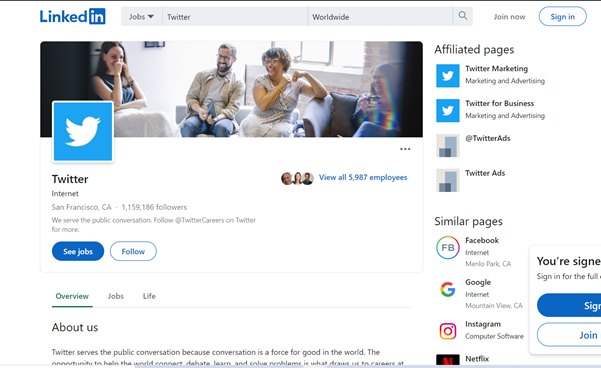 Linkedin
Jobs
Twitter
Worldwide
Join now
Sign in
Twitter
Internet
San Francisco, CA · 1,159,186 followers
We serve the public conversation. Follow @TwitterCareers on Twitter
for more.
View all 5,987 employees
See jobs
Follow
Overview
Jobs
Life
About us
Twitter serves the public conversation because conversation is a force for good in the world. The
opportunity to help the world connect, debate, learn, and solve problems is what draws us to careers at
Affiliated pages
Twitter Marketing
Marketing and Advertising
Twitter for Business
Marketing and Advertising
@TwitterAds
Twitter Ads
Similar pages
FB
Facebook
Internet
Menlo Park, CA
Google
Internet
Mountain View, CA
Instagram
Computer Software
N
Netflix
You're signe
Sign in for the full
Sign
Join